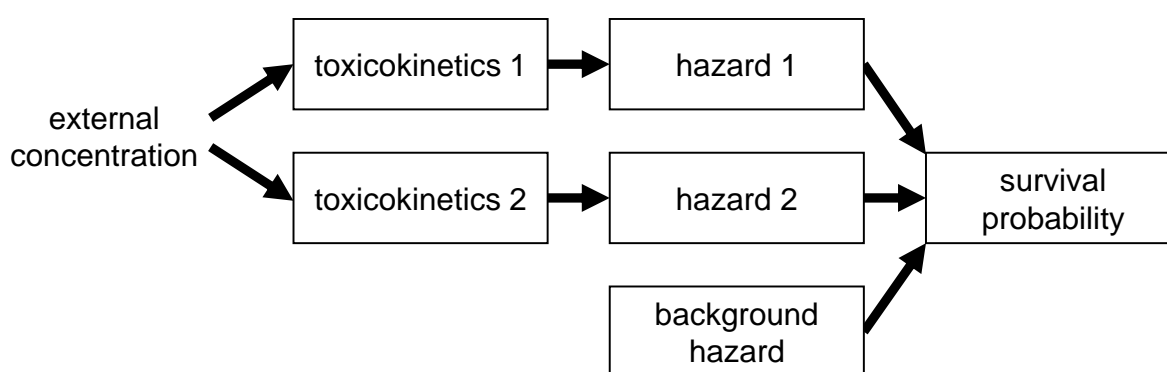 external
concentration
toxicokinetics 1
hazard 1
toxicokinetics 2
hazard 2
background
hazard
survival
probability